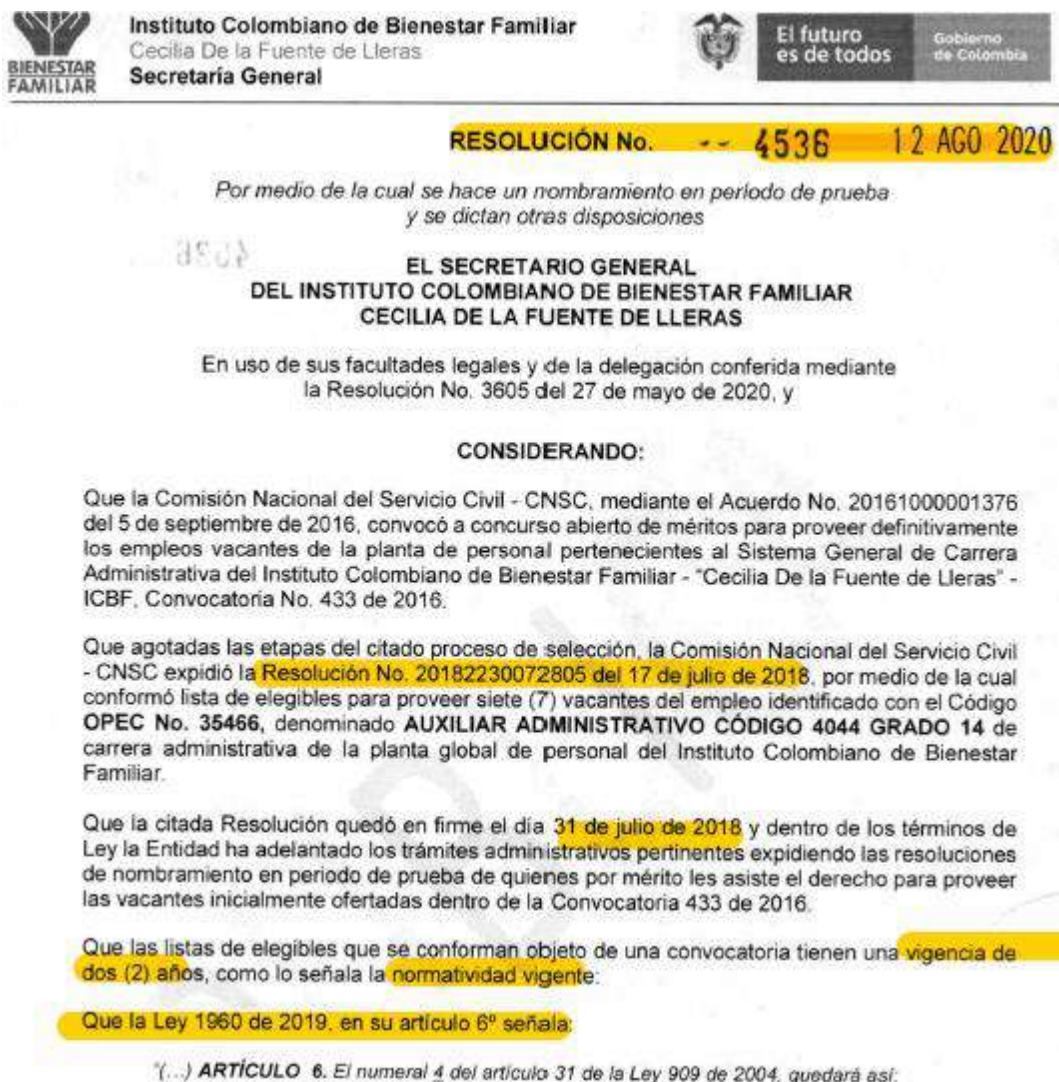 BIENESTAR
FAMILIAR
Instituto Colombiano de Bienestar Familiar
Cecilia De la Fuente de Lleras
Secretaría General
El futuro
es de todos
Gobierno
de Colombia
RESOLUCIÓN No. -- 4536 12 AGO 2020
Por medio de la cual se hace un nombramiento en período de prueba
y se dictan otras disposiciones
4536
EL SECRETARIO GENERAL
DEL INSTITUTO COLOMBIANO DE BIENESTAR FAMILIAR
CECILIA DE LA FUENTE DE LLERAS
En uso de sus facultades legales y de la delegación conferida mediante
la Resolución No. 3605 del 27 de mayo de 2020, y
CONSIDERANDO:
Que la Comisión Nacional del Servicio Civil - CNSC, mediante el Acuerdo No. 20161000001376
del 5 de septiembre de 2016, convocó a concurso abierto de méritos para proveer definitivamente
los empleos vacantes de la planta de personal pertenecientes al Sistema General de Carrera
Administrativa del Instituto Colombiano de Bienestar Familiar - "Cecilia De la Fuente de Lleras" -
ICBF, Convocatoria No. 433 de 2016.
Que agotadas las etapas del citado proceso de selección, la Comisión Nacional del Servicio Civil
- CNSC expidió la Resolución No. 20182230072805 del 17 de julio de 2018, por medio de la cual
conformó lista de elegibles para proveer siete (7) vacantes del empleo identificado con el Código
OPEC No. 35466, denominado AUXILIAR ADMINISTRATIVO CÓDIGO 4044 GRADO 14 de
carrera administrativa de la planta global de personal del Instituto Colombiano de Bienestar
Familiar.
Que la citada Resolución quedó en firme el día 31 de julio de 2018 y dentro de los términos de
Ley la Entidad ha adelantado los trámites administrativos pertinentes expidiendo las resoluciones
de nombramiento en periodo de prueba de quienes por mérito les asiste el derecho para proveer
las vacantes inicialmente ofertadas dentro de la Convocatoria 433 de 2016.
Que las listas de elegibles que se conforman objeto de una convocatoria tienen una vigencia de
dos (2) años, como lo señala la normatividad vigente:
Que la Ley 1960 de 2019, en su artículo 6º señala:
"(...) ARTÍCULO 6. El numeral 4 del artículo 31 de la Ley 909 de 2004, quedará así: